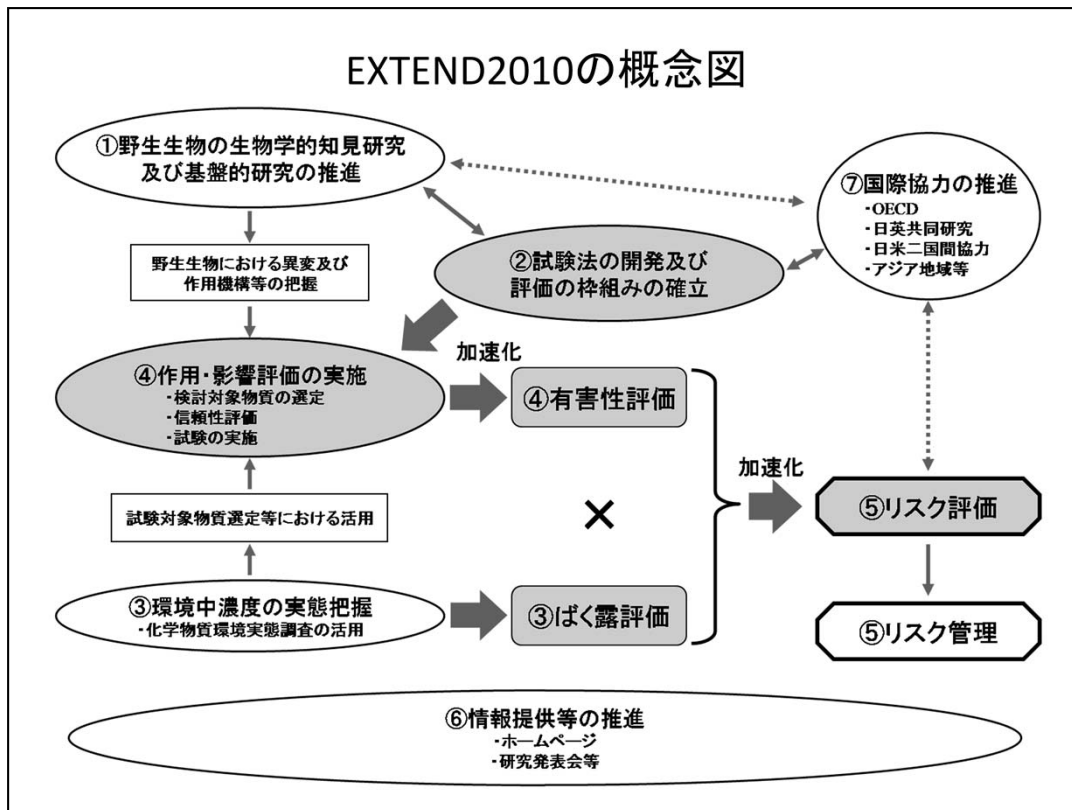 EXTEND2010の概念図
①野生生物の生物学的知見研究
及び基盤的研究の推進
⑦国際協力の推進
・OECD
・日英共同研究
・日米二国間協力
・アジア地域等
野生生物における異変及び
作用機構等の把握
②試験法の開発及び
評価の枠組みの確立
加速化
④作用・影響評価の実施
・検討対象物質の選定
・信頼性評価
・試験の実施
④有害性評価
加速化
試験対象物質選定等における活用
×
⑤リスク評価
③環境中濃度の実態把握
・化学物質環境実態調査の活用
③ばく露評価
⑤リスク管理
⑥情報提供等の推進
・ホームページ
・研究発表会等